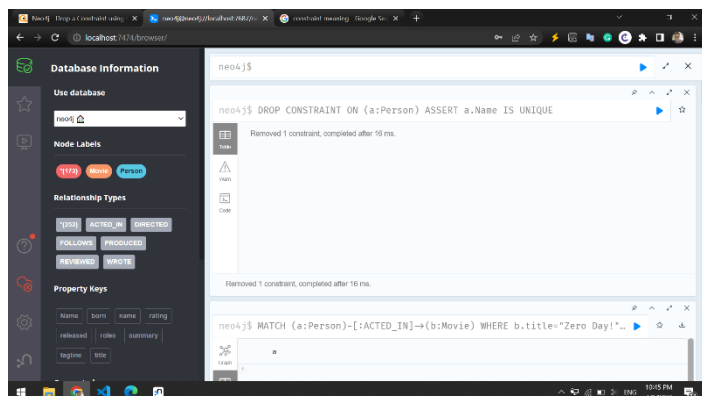 Neo4j Drop a Constraint using
neo4j@neo4j://localhost:7687/ne
constraint meaning - Google Se
localhost:7474/browser/
Database Information
Use database
neo4j
Node Labels
*(173) Movie Person
Relationship Types
*(253) ACTED_IN DIRECTED
FOLLOWS PRODUCED
REVIEWED WROTE
Property Keys
Name born name rating
released roles summary
tagline title
neo4j$
neo4j$ DROP CONSTRAINT ON (a:Person) ASSERT a.Name IS UNIQUE
Table
Removed 1 constraint, completed after 16 ms.
Warn
Code
Removed 1 constraint, completed after 16 ms.
neo4j$ MATCH (a:Person)-[:ACTED_IN]→(b:Movie) WHERE b.title="Zero Day!"…
Graph
a
ENG
10:45 PM